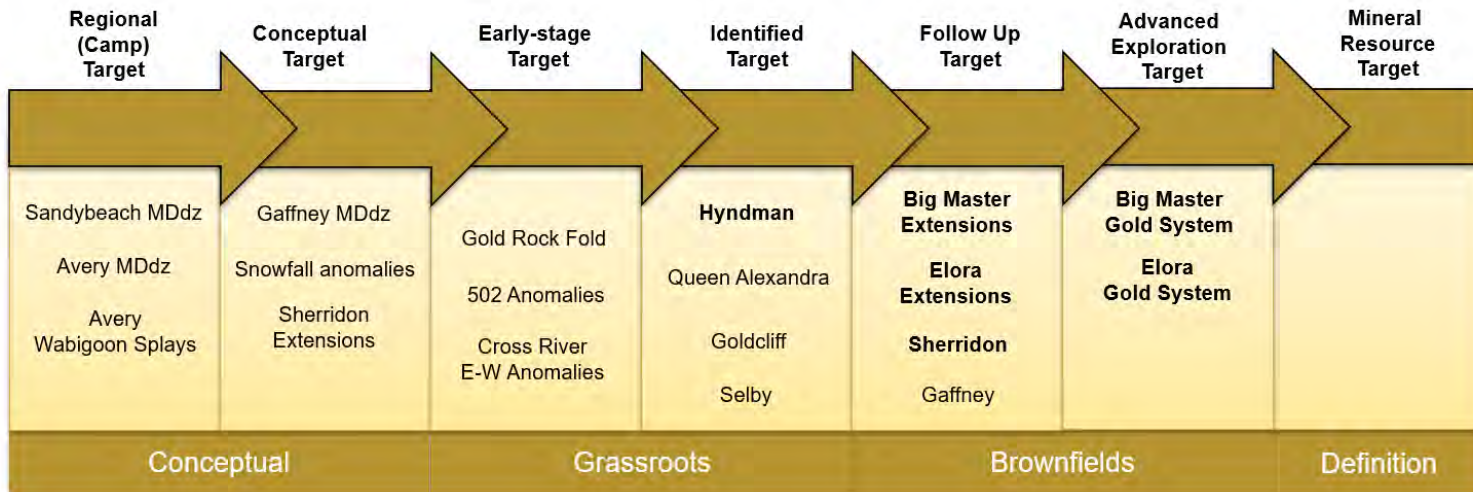 Regional
(Camp)
Target
Conceptual
Target
Early-stage
Target
Identified
Target
Follow Up
Target
Advanced
Exploration
Target
Mineral
Resource
Target
Sandybeach MDdz
Avery MDdz
Avery
Wabigoon Splays
Gaffney MDdz
Snowfall anomalies
Sherridon
Extensions
Gold Rock Fold
502 Anomalies
Cross River
E-W Anomalies
Hyndman
Queen Alexandra
Goldcliff
Selby
Big Master
Extensions
Elora
Extensions
Sherridon
Gaffney
Big Master
Gold System
Elora
Gold System
Conceptual
Grassroots
Brownfields
Definition